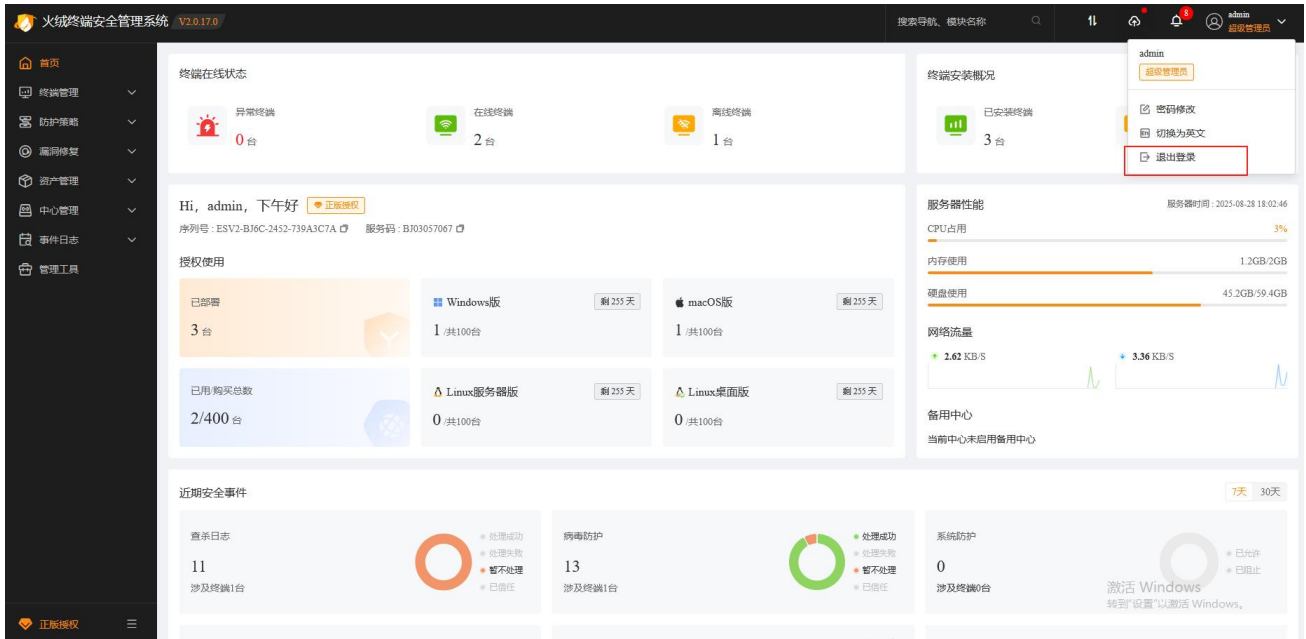 火绒终端安全管理系统 V2.0.17.0
搜索导航、模块名称
8
admin
超级管理员
admin
超级管理员
密码修改
切换为英文
退出登录
首页
终端管理
防护策略
漏洞修复
资产管理
中心管理
事件日志
管理工具
正版授权
终端在线状态
异常终端
0 台
在线终端
2 台
离线终端
1 台
终端安装概况
已安装终端
3 台
Hi, admin, 下午好 正版授权
序列号 : ESV2-BJ6C-2452-739A3C7A 服务码 : BJ03057067
授权使用
已部署
3 台
Windows版 剩 255 天
1 /共100台
macOS版 剩 255 天
1 /共100台
已用/购买总数
2/400 台
Linux服务器版 剩 255 天
0 /共100台
Linux桌面版 剩 255 天
0 /共100台
服务器性能 服务器时间 : 2025-08-28 18:02:46
CPU占用 3%
内存使用 1.2GB/2GB
硬盘使用 45.2GB/59.4GB
网络流量
2.62 KB/S 3.36 KB/S
备用中心
当前中心未启用备用中心
近期安全事件 7天 30天
查杀日志
11
涉及终端1台
处理成功
处理失败
暂不处理
已信任
病毒防护
13
涉及终端1台
处理成功
处理失败
暂不处理
已信任
系统防护
0
涉及终端0台
已允许
已阻止
激活 Windows
转到"设置"以激活 Windows。